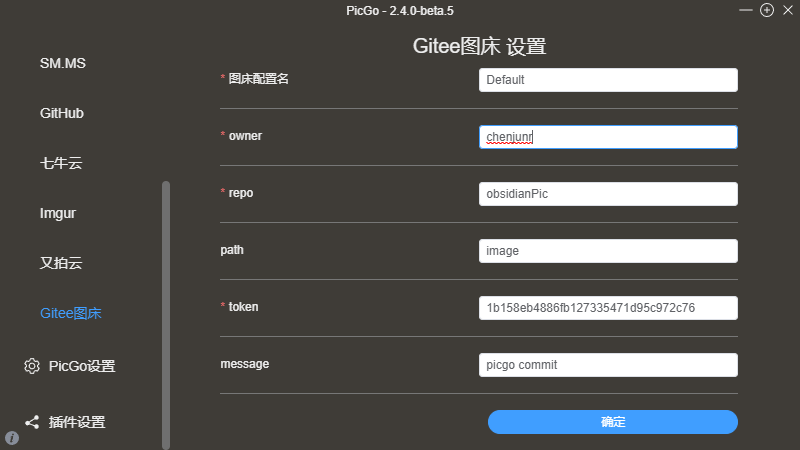 PicGo - 2.4.0-beta.5
SM.MS
GitHub
七牛云
Imgur
又拍云
Gitee图床
PicGo设置
插件设置
Gitee图床 设置
* 图床配置名
Default
* owner
chenjunr
* repo
obsidianPic
path
image
* token
1b158eb4886fb127335471d95c972c76
message
picgo commit
确定